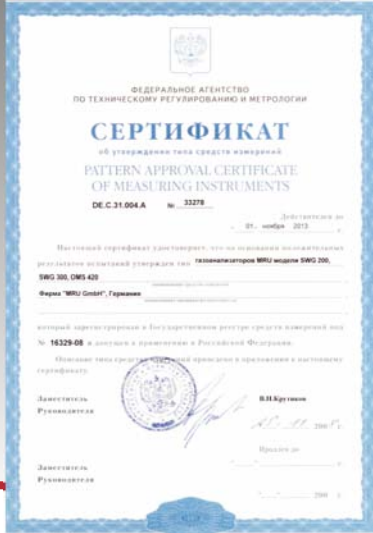 ФЕДЕРАЛЬНОЕ АГЕНТСТВО
ПО ТЕХНИЧЕСКОМУ РЕГУЛИРОВАНИЮ И МЕТРОЛОГИИ
СЕРТИФИКАТ
об утверждении типа средств измерений
PATTERN APPROVAL CERTIFICATE
OF MEASURING INSTRUMENTS
DE.C.31.004.A № 33278
Действителен до
01. ноября 2013 г.
Настоящий сертификат удостоверяет, что на основании положительных
результатов испытаний утвержден тип газоанализаторов MRU модели SWG 200,
SWG 300, OMS 420
Фирма "MRU GmbH", Германия
который зарегистрирован в Государственном реестре средств измерений под
№ 16329-08 и допущен к применению в Российской Федерации.
Описание типа средства измерений приведено в приложении к настоящему
сертификату.
Заместитель
Руководителя
В.Н.Крутиков
200 г.
Продлен до
г.
Заместитель
Руководителя
200 г.